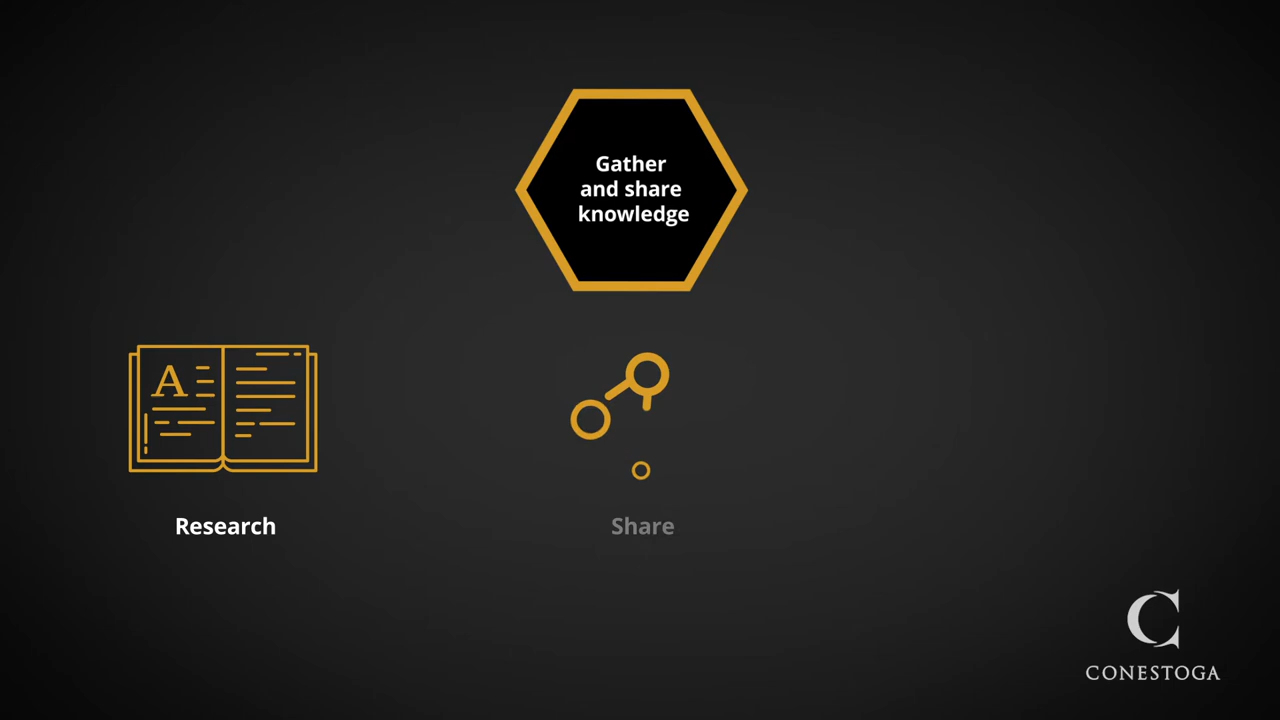 Gather
and share
knowledge
A
Research
Share
C
CONESTOGA